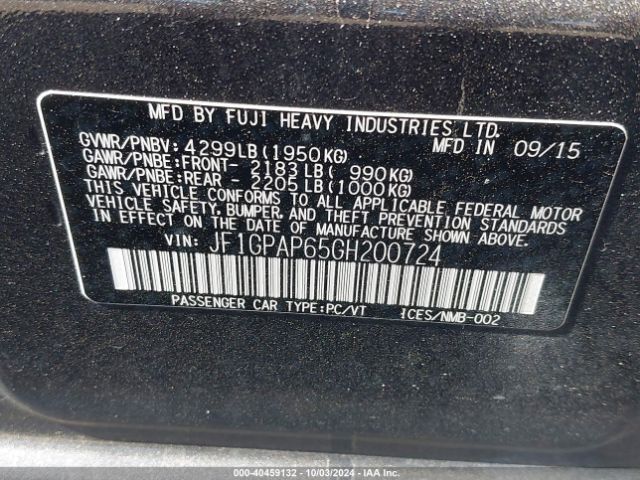 MFD BY FUJI HEAVY INDUSTRIES LTD.
GVWR/PNBV: 4299LB(1950KG) MFD IN 09/15
GAWR/PNBE:FRONT- 2183LB( 990KG)
GAWR/PNBE:REAR - 2205LB(1000KG)
THIS VEHICLE CONFORMS TO ALL APPLICABLE FEDERAL MOTOR
VEHICLE SAFETY, BUMPER, AND THEFT PREVENTION STANDARDS
IN EFFECT ON THE DATE OF MANUFACTURE SHOWN ABOVE.
VIN: JF1GPAP65GH200724
PASSENGER CAR TYPE:PC/VT ICES/NMB-002
000-40459132 - 10/03/2024 - IAA Inc.